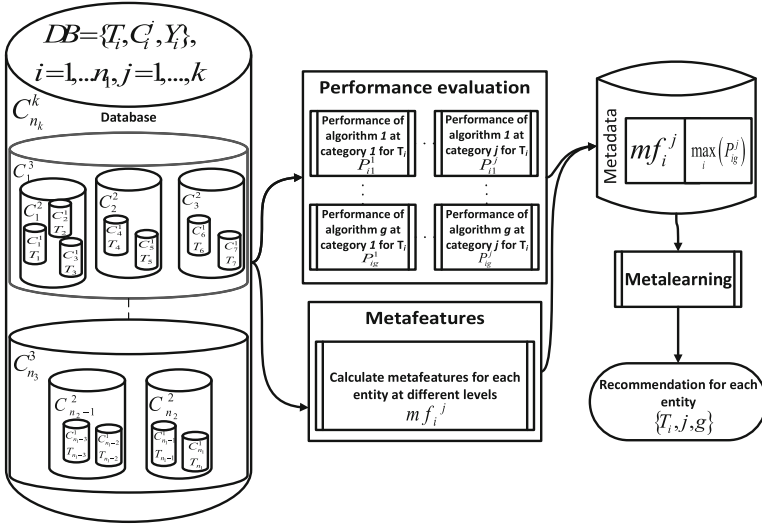 DB={T_i,C_i^j,Y_i},
i=1,...n_1,j=1,...,k
C_{n_k}^k
Database
C_1^3
C_1^2
C_1^1
T_1
C_2^1
T_2
C_3^1
T_3
C_2^2
C_4^1
T_4
C_5^1
T_5
C_3^2
C_6^1
T_6
C_7^1
T_7
C_{n_3}^3
C_{n_2-1}^2
C_{n_1-3}^1
T_{n_1-3}
C_{n_1-2}^1
T_{n_1-2}
C_{n_2}^2
C_{n_1-1}^1
T_{n_1-1}
C_{n_1}^1
T_{n_1}
Performance evaluation
Performance of
algorithm 1 at
category 1 for T_i
P_{i1}^1
Performance of
algorithm 1 at
category j for T_i
P_{i1}^j
Performance of
algorithm g at
category 1 for T_i
P_{ig}^1
Performance of
algorithm g at
category j for T_i
P_{ig}^j
Metafeatures
Calculate metafeatures for each
entity at different levels
mf_i^j
Metadata
mf_i^j
max_i(P_{ig}^j)
Metalearning
Recommendation for each
entity
{T_i,j,g}